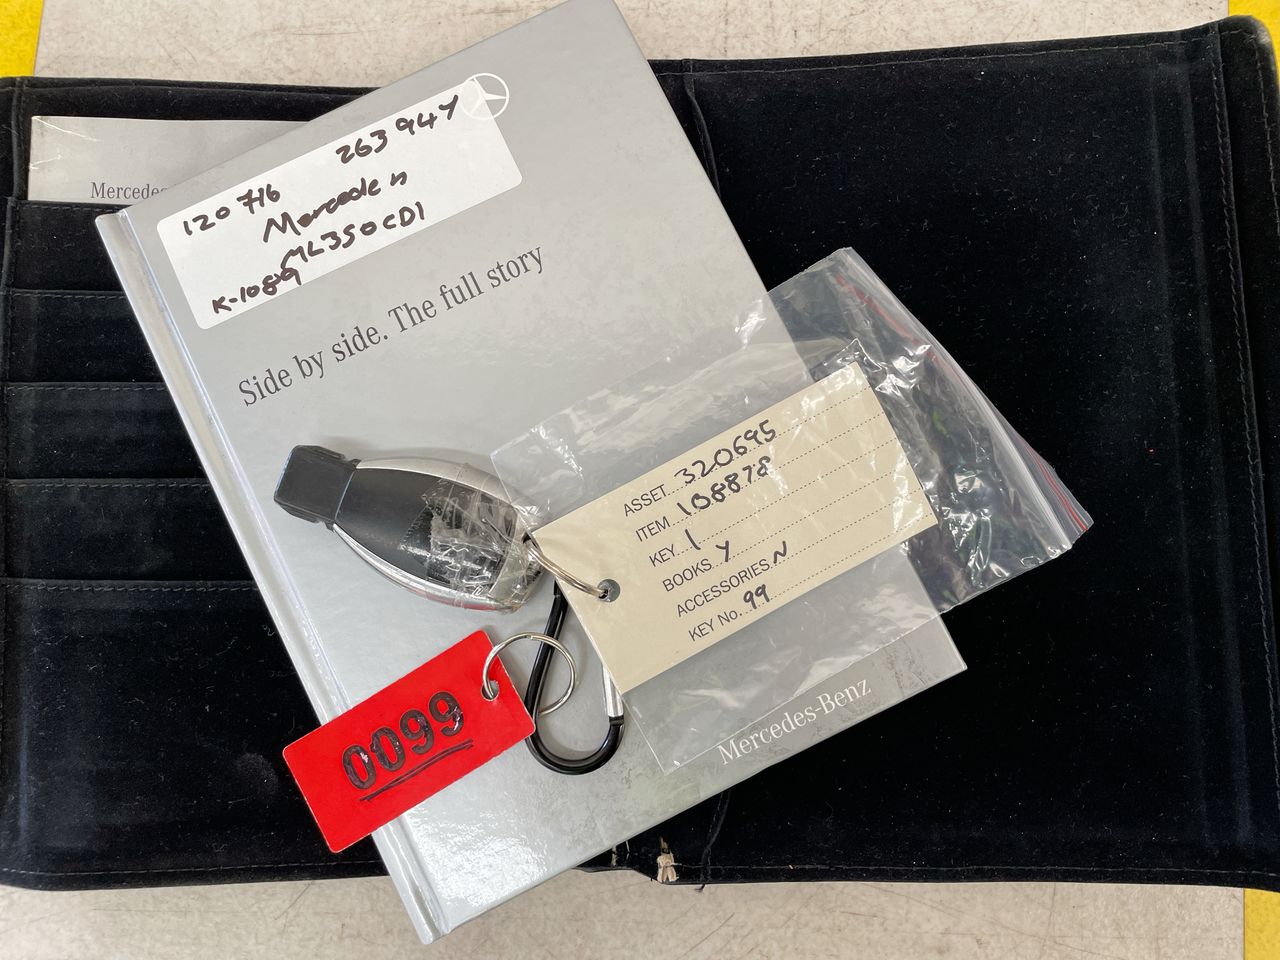 Mercedes-
120 716 263 94Y
Mercedes
ML350CDI
K-1089
Side by side. The full story
ASSET 320695
ITEM 108878
KEY 1
BOOKS Y
ACCESSORIES N
KEY No. 99
0099
Mercedes-Benz